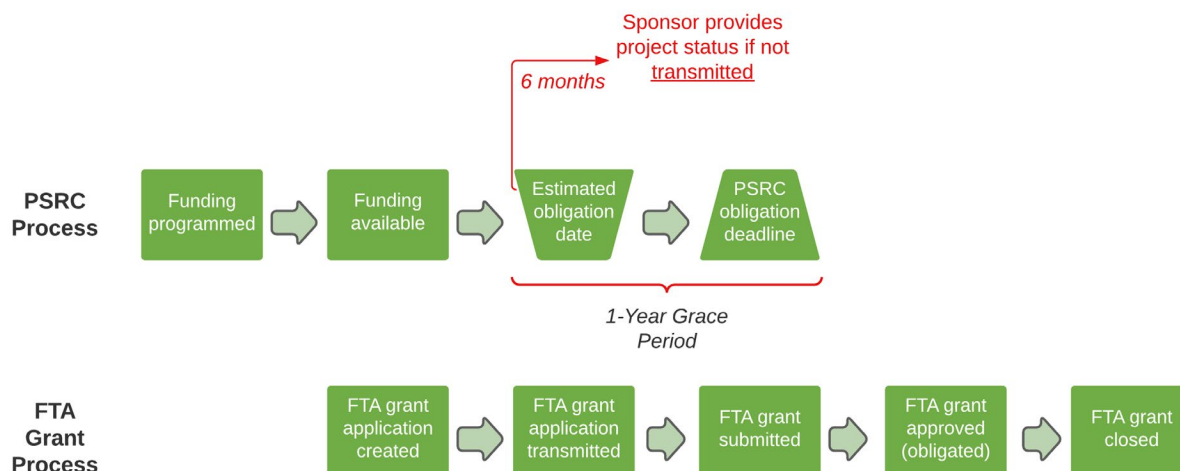 Sponsor provides
project status if not
transmitted
6 months
PSRC
Process
Funding
programmed
Funding
available
Estimated
obligation
date
PSRC
obligation
deadline
1-Year Grace
Period
FTA
Grant
Process
FTA grant
application
created
FTA grant
application
transmitted
FTA grant
submitted
FTA grant
approved
(obligated)
FTA grant
closed